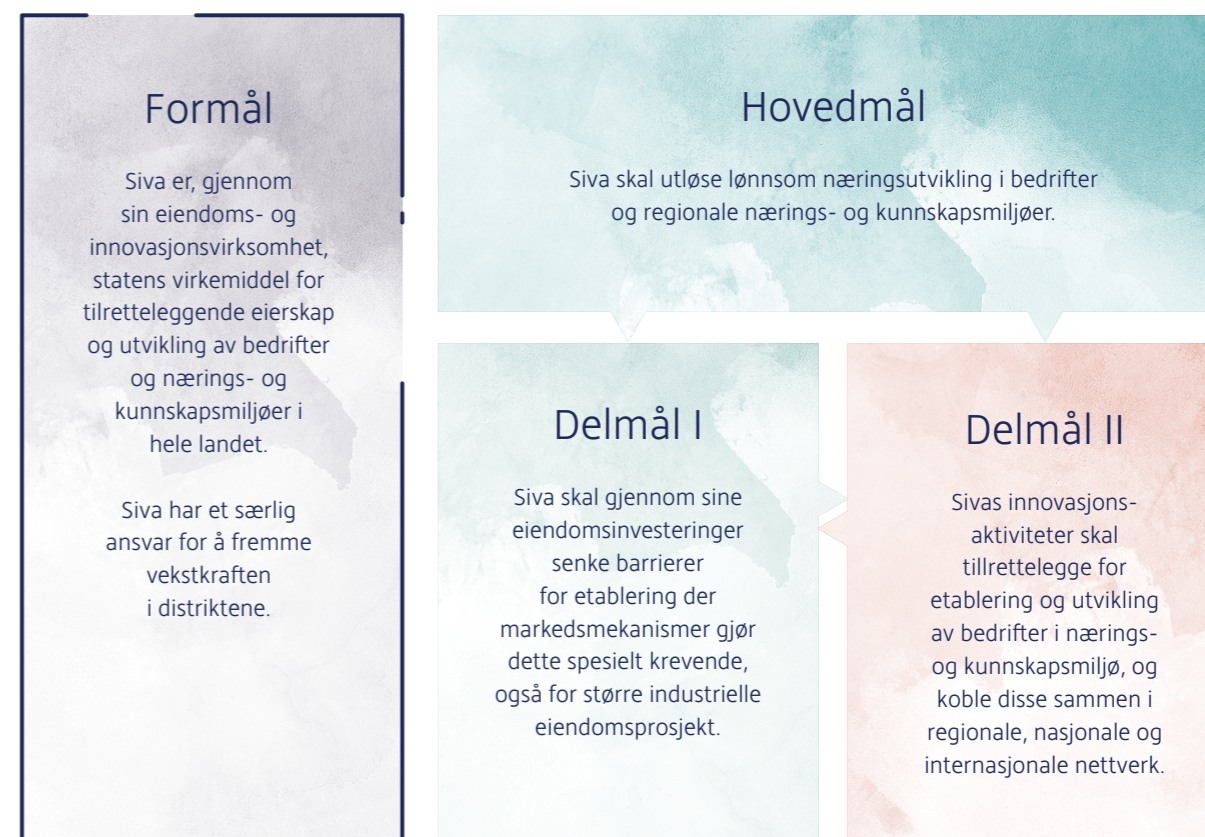 Formål
Siva er, gjennom
sin eiendoms- og
innovasjonsvirksomhet,
statens virkemiddel for
tilretteleggende eierskap
og utvikling av bedrifter
og nærings- og
kunnskapsmiljøer i
hele landet.
Siva har et særlig
ansvar for å fremme
vekstkraften
i distriktene.
Hovedmål
Siva skal utløse lønnsom næringsutvikling i bedrifter
og regionale nærings- og kunnskapsmiljøer.
Delmål I
Siva skal gjennom sine
eiendomsinvesteringer
senke barrierer
for etablering der
markedsmekanismer gjør
dette spesielt krevende,
også for større industrielle
eiendomsprosjekt.
Delmål II
Sivas innovasjons-
aktiviteter skal
tillrettelegge for
etablering og utvikling
av bedrifter i nærings-
og kunnskapsmiljø, og
koble disse sammen i
regionale, nasjonale og
internasjonale nettverk.